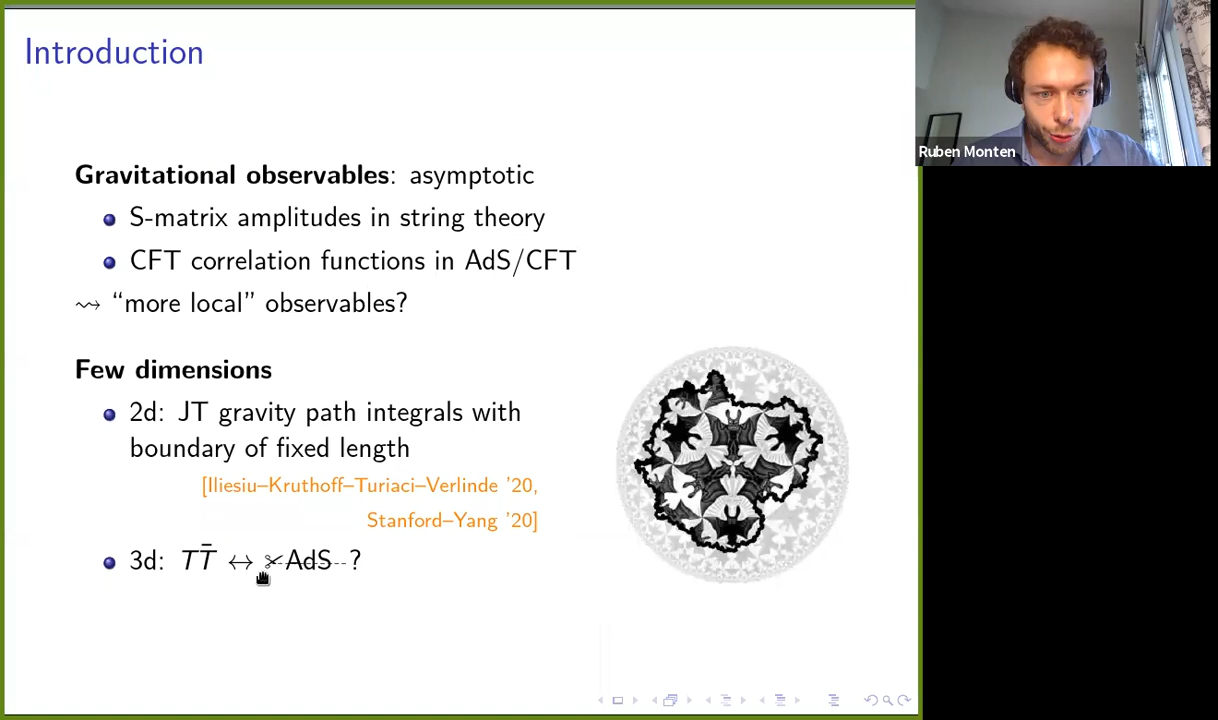 Introduction
Ruben Monten
Gravitational observables: asymptotic
S-matrix amplitudes in string theory
CFT correlation functions in AdS/CFT
⇝ “more local” observables?
Few dimensions
2d: JT gravity path integrals with
boundary of fixed length
[Iliesiu–Kruthoff–Turiaci–Verlinde ’20,
Stanford–Yang ’20]
3d: TT̄ ↔ ✂AdS ?